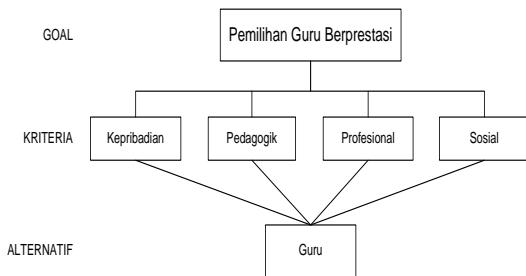 GOAL
Pemilihan Guru Berprestasi
KRITERIA
Kepribadian
Pedagogik
Profesional
Sosial
ALTERNATIF
Guru